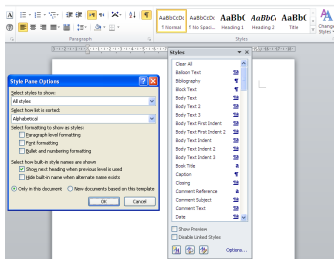 AaBbCcDc AaBbCcDc AaBbC AaBbCc AaBbC
¶ Normal ¶ No Spaci... Heading 1 Heading 2 Title
Change
Styles
Paragraph
Styles
Styles
Clear All
Balloon Text
Bibliography
Block Text
Body Text
Body Text 2
Body Text 3
Body Text First Indent
Body Text First Indent 2
Body Text Indent
Body Text Indent 2
Body Text Indent 3
Book Title
Caption
Closing
Comment Reference
Comment Subject
Comment Text
Date
Show Preview
Disable Linked Styles
Options...
Style Pane Options
Select styles to show:
All styles
Select how list is sorted:
Alphabetical
Select formatting to show as styles:
Paragraph level formatting
Font formatting
Bullet and numbering formatting
Select how built-in style names are shown
Show next heading when previous level is used
Hide built-in name when alternate name exists
Only in this document New documents based on this template
OK Cancel